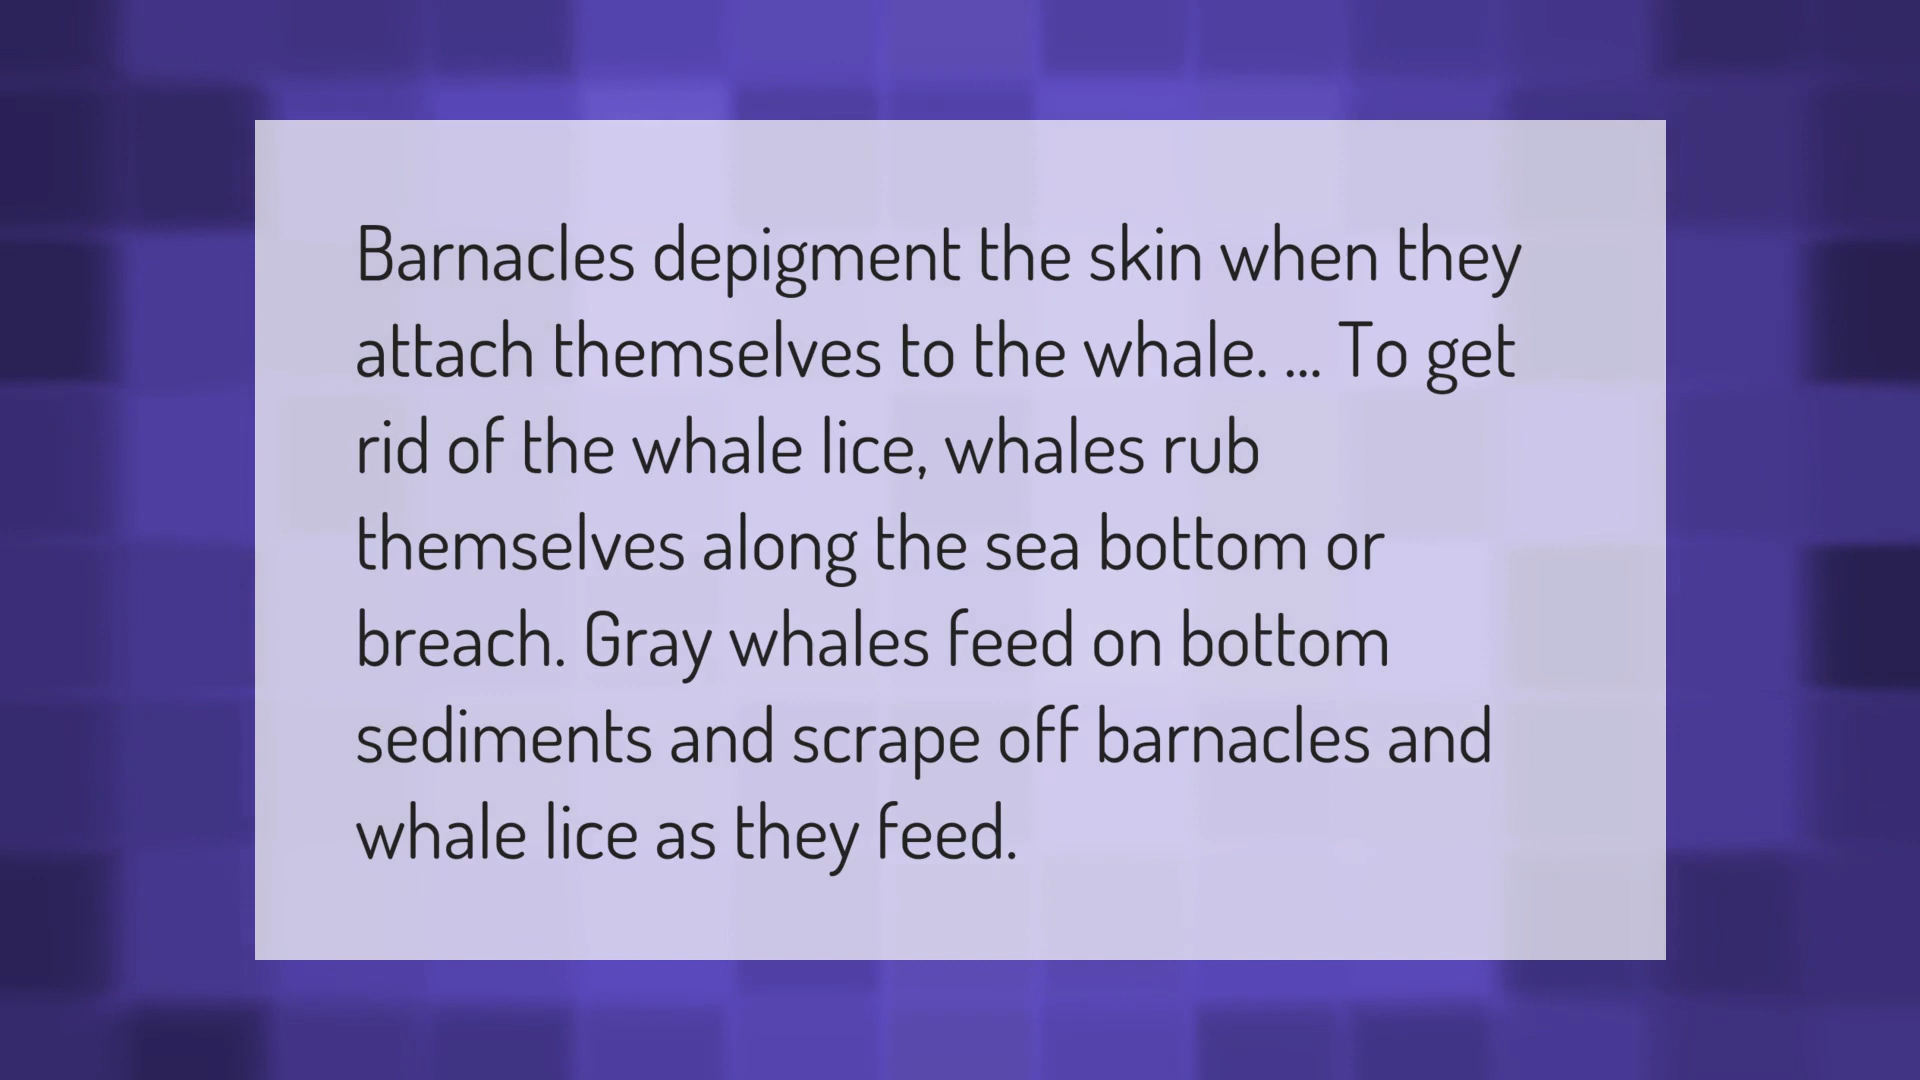 Barnacles depigment the skin when they
attach themselves to the whale. ... To get
rid of the whale lice, whales rub
themselves along the sea bottom or
breach. Gray whales feed on bottom
sediments and scrape off barnacles and
whale lice as they feed.